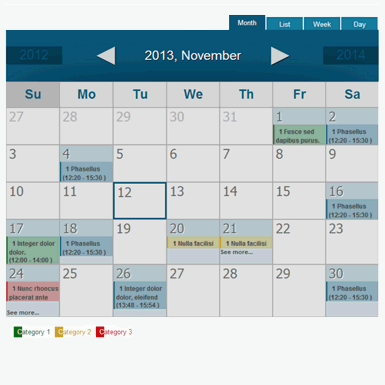 Month List Week Day
2012 2013, November 2014
Su Mo Tu We Th Fr Sa
27 28 29 30 31 1 2
1 Fusce sed
dapibus purus.
1 Phasellus
(12:20 - 15:30 )
3 4 5 6 7 8 9
1 Phasellus
(12:20 - 15:30 )
10 11 12 13 14 15 16
1 Phasellus
(12:20 - 15:30 )
17 18 19 20 21 22 23
1 Integer dolor
dolor.
(12:00 - 14:00 )
1 Phasellus
(12:20 - 15:30 )
1 Nulla facilisi
1 Nulla facilisi
See more...
24 25 26 27 28 29 30
1 Nunc rhoncus
placerat ante
See more...
1 Integer dolor
dolor, eleifend
(13:48 - 15:54 )
1 Phasellus
(12:20 - 15:30 )
Category 1 Category 2 Category 3